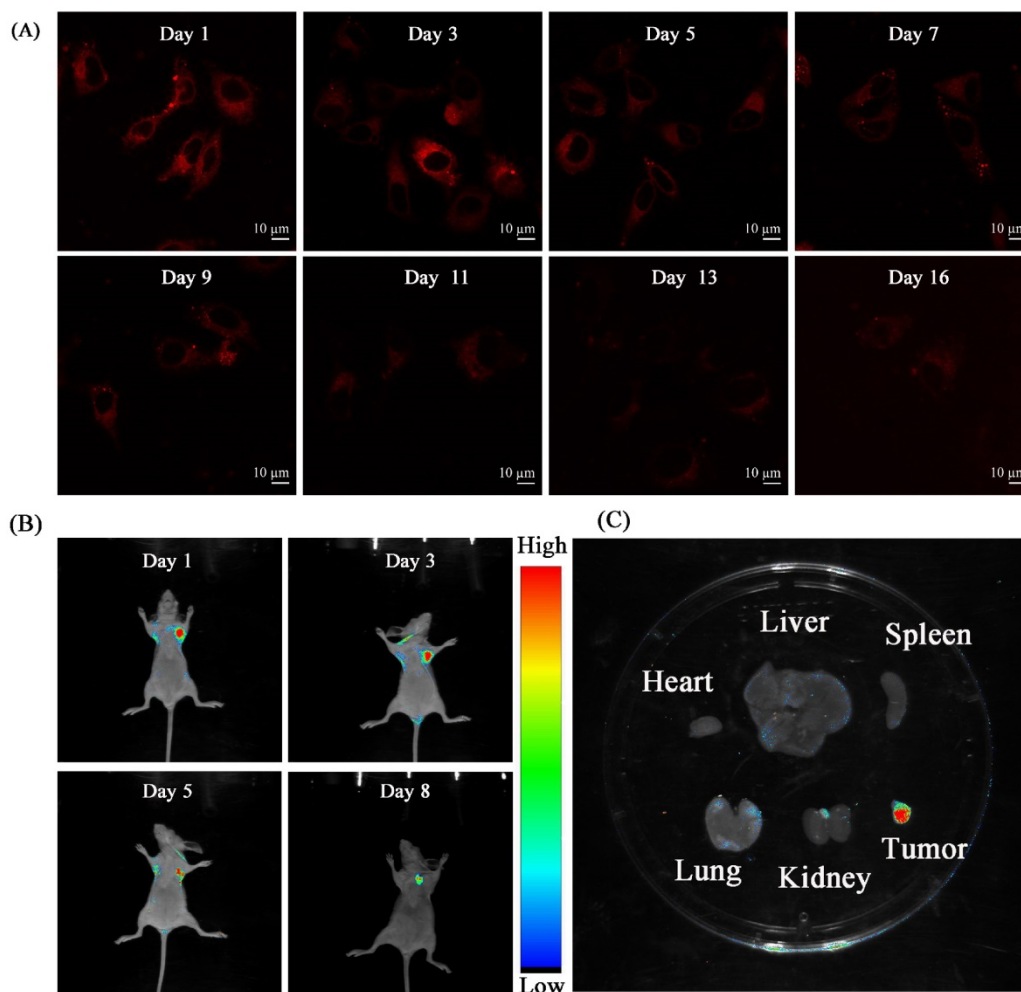 (A)
Day 1
Day 3
Day 5
Day 7
10 μm
10 μm
10 μm
10 μm
Day 9
Day 11
Day 13
Day 16
10 μm
10 μm
10 μm
10 μm
(B)
Day 1
Day 3
Day 5
Day 8
High
Low
(C)
Liver
Spleen
Heart
Lung
Kidney
Tumor